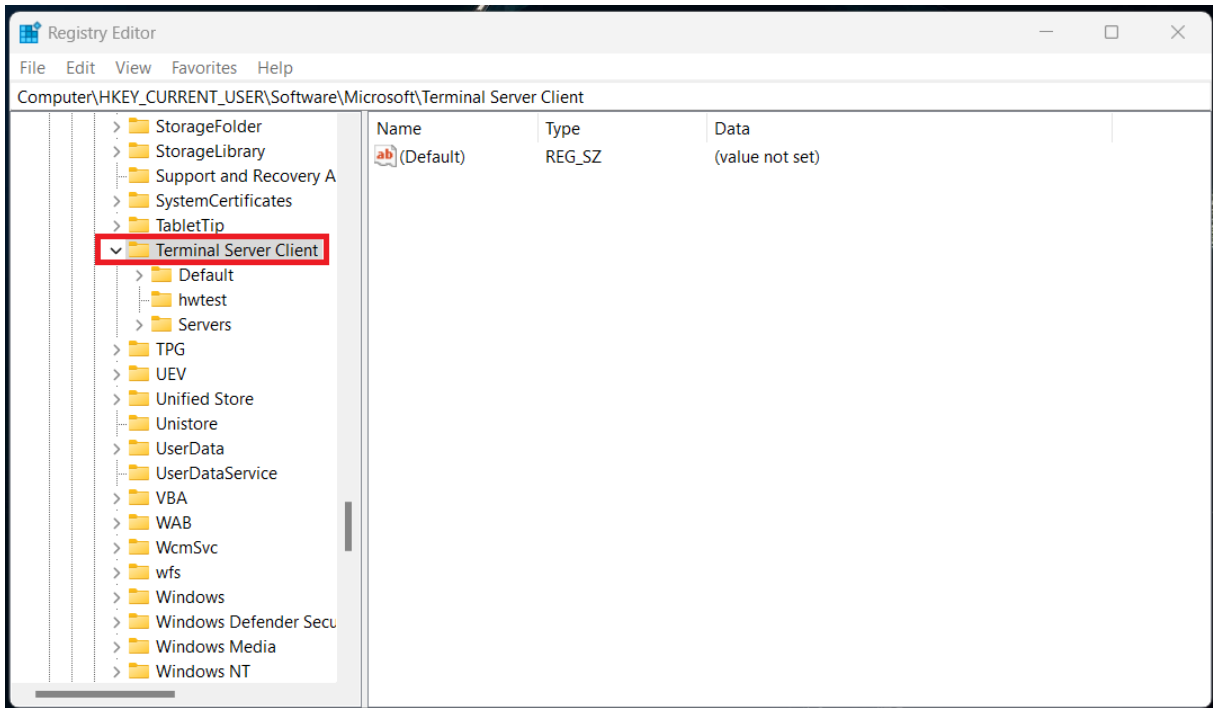 Registry Editor
File Edit View Favorites Help
Computer\HKEY_CURRENT_USER\Software\Microsoft\Terminal Server Client
StorageFolder
StorageLibrary
Support and Recovery A
SystemCertificates
TabletTip
Terminal Server Client
Default
hwtest
Servers
TPG
UEV
Unified Store
Unistore
UserData
UserDataService
VBA
WAB
WcmSvc
wfs
Windows
Windows Defender Secu
Windows Media
Windows NT
Name Type Data
ab (Default) REG_SZ (value not set)